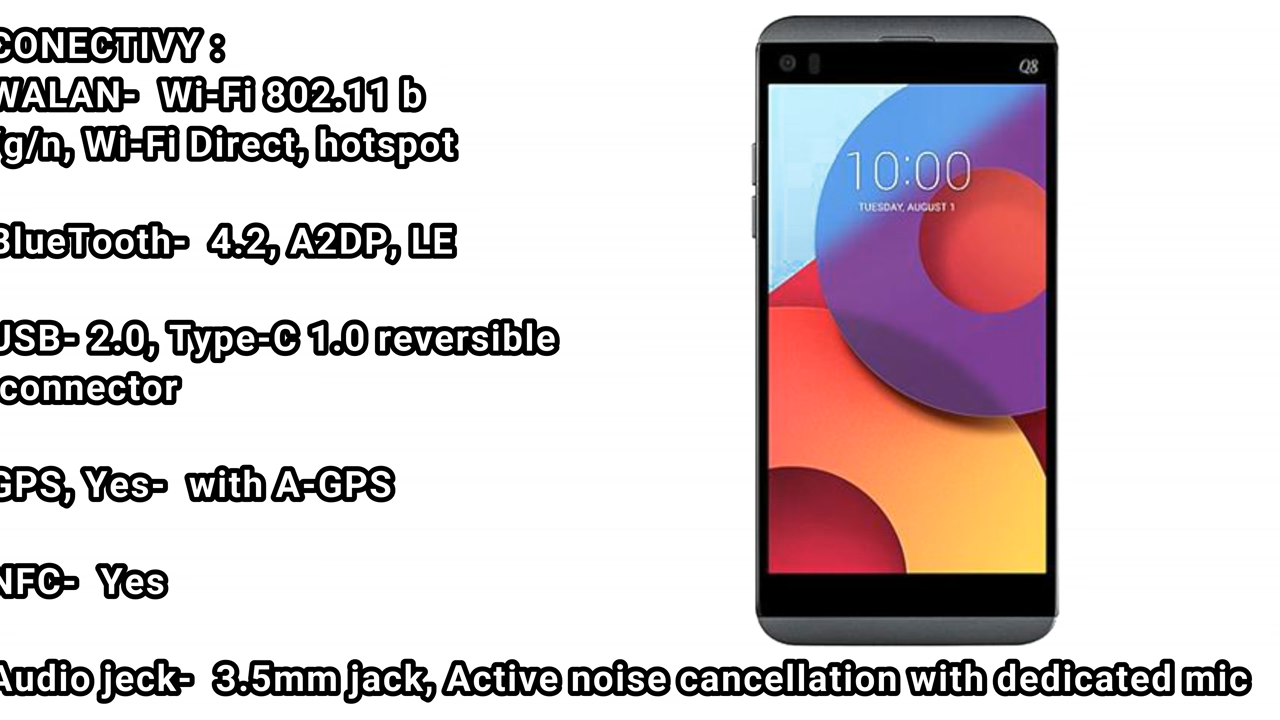 CONECTIVY :
WALAN- Wi-Fi 802.11 b
/g/n, Wi-Fi Direct, hotspot
BlueTooth- 4.2, A2DP, LE
USB- 2.0, Type-C 1.0 reversible
connector
GPS, Yes- with A-GPS
NFC- Yes
Audio jeck- 3.5mm jack, Active noise cancellation with dedicated mic
Q8
10:00
TUESDAY, AUGUST 1